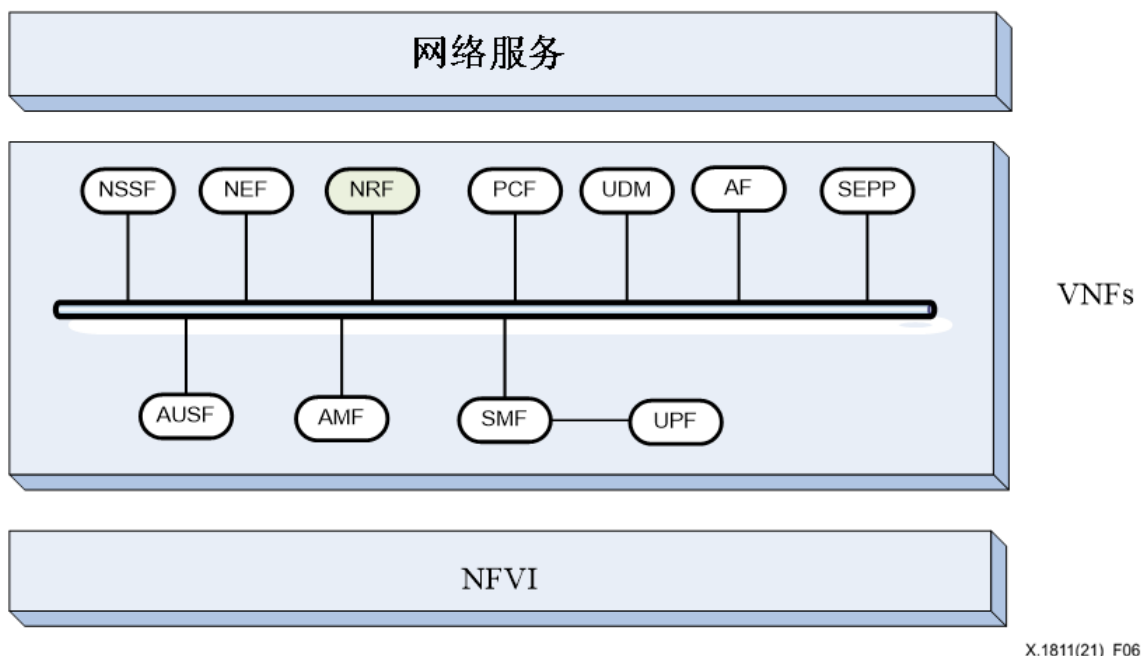 网络服务
NSSF NEF NRF PCF UDM AF SEPP
VNFs
AUSF AMF SMF UPF
NFVI
X.1811(21)_F06